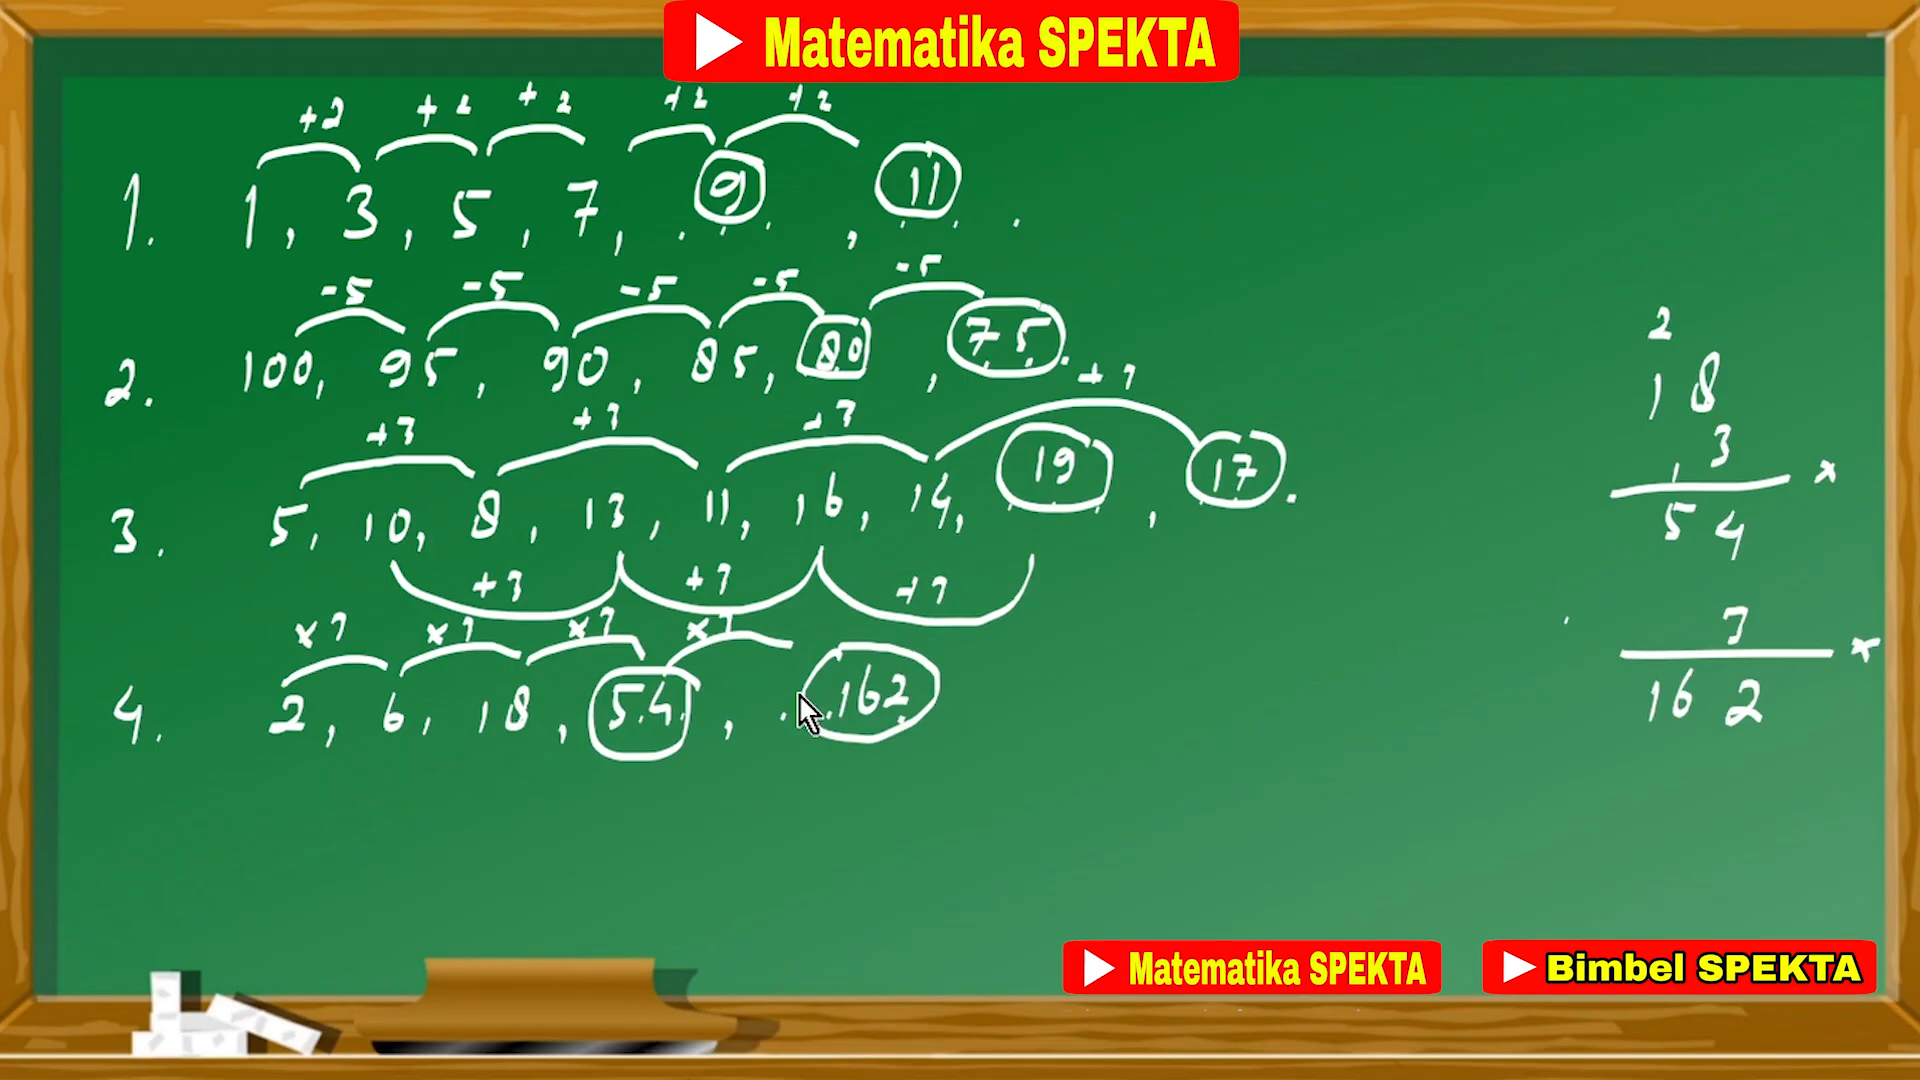 Matematika SPEKTA
+2 +2 +2 +2 +2
1. 1, 3, 5, 7, 9, 11
-5 -5 -5 -5 -5
2. 100, 95, 90, 85, 80, 75.
+3 +3 +3 +3
3. 5, 10, 8, 13, 11, 16, 14, 19, 17.
+3 +3 +3
×3 ×3 ×3 ×3
4. 2, 6, 18, 54, 162
2
18
3
1
×
54
3
×
162
Matematika SPEKTA
Bimbel SPEKTA